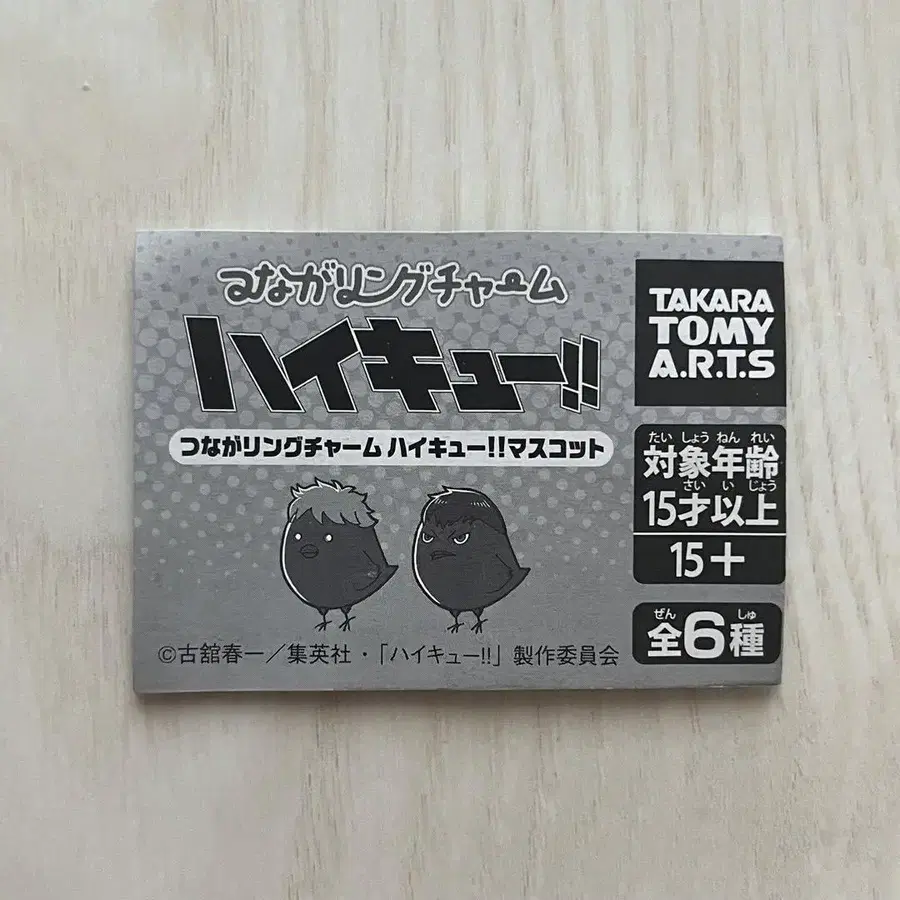 つながリングチャーム
ハイキュー!!
つながリングチャーム ハイキュー!!マスコット
©古舘春一／集英社・「ハイキュー!!」製作委員会
TAKARA
TOMY
A.R.T.S
たい しょう ねん れい
対象年齢
さい い じょう
15才以上
15+
ぜん しゅ
全6種